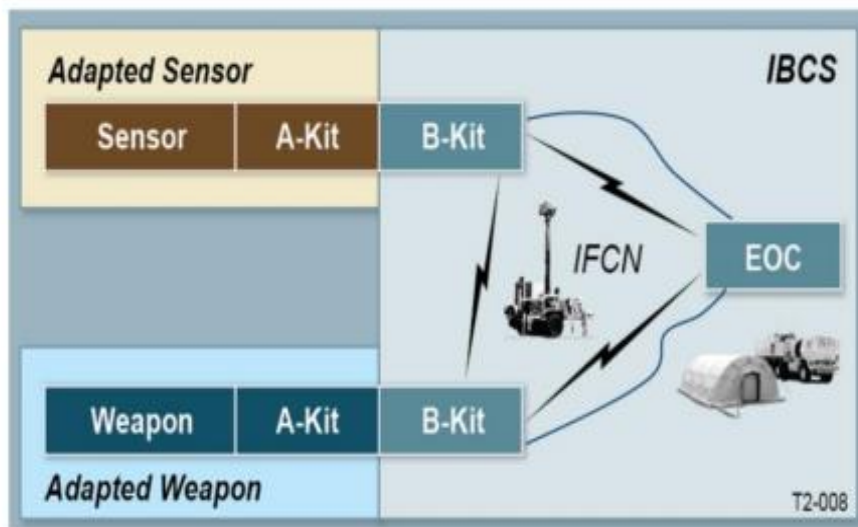 Adapted Sensor
IBCS
Sensor
A-Kit
B-Kit
IFCN
EOC
Weapon
A-Kit
B-Kit
Adapted Weapon
T2-008